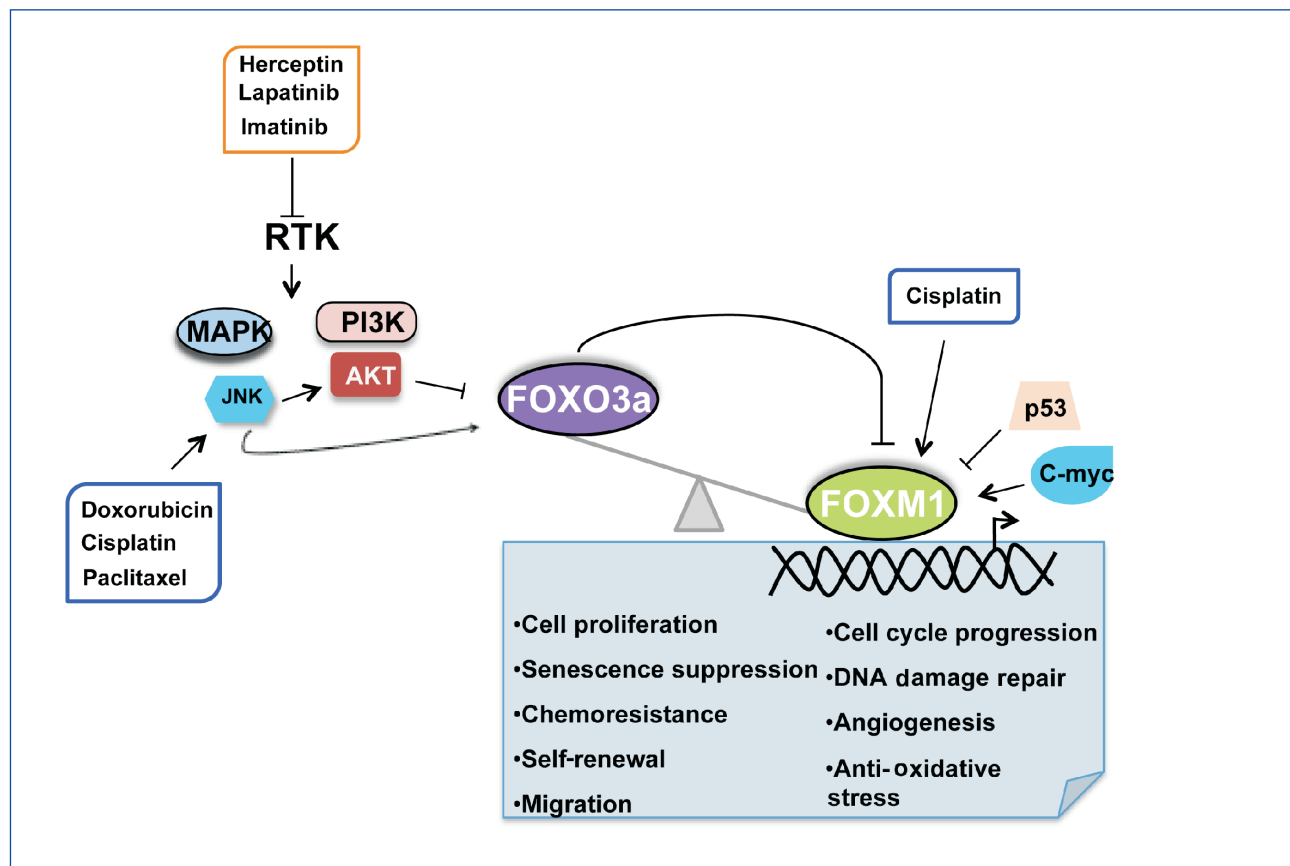 Herceptin
Lapatinib
Imatinib
RTK
MAPK
PI3K
JNK
AKT
Doxorubicin
Cisplatin
Paclitaxel
FOXO3a
Cisplatin
p53
C-myc
FOXM1
•Cell proliferation
•Senescence suppression
•Chemoresistance
•Self-renewal
•Migration
•Cell cycle progression
•DNA damage repair
•Angiogenesis
•Anti-oxidative
stress